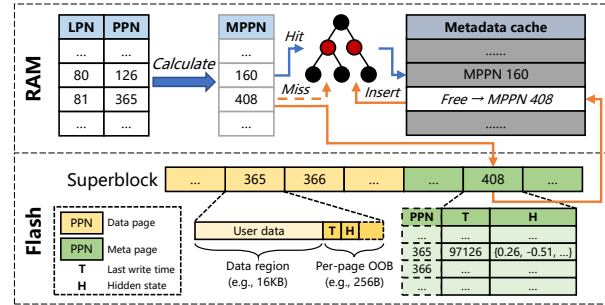 RAM
LPN PPN
... ...
80 126
81 365
... ...
Calculate
MPPN
...
160
408
...
Hit
Miss
Insert
Metadata cache
......
MPPN 160
Free → MPPN 408
......
Flash
Superblock
... 365 366 ... ... 408 ...
PPN Data page
PPN Meta page
T Last write time
H Hidden state
User data T H
Data region
(e.g., 16KB)
Per-page OOB
(e.g., 256B)
PPN T H
... ... ...
365 97126 {0.26, -0.51, ...}
366 ... ...
... ... ...